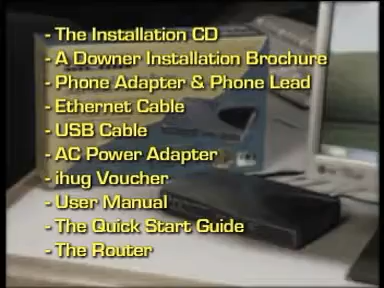 - The Installation CD
- A Downer Installation Brochure
- Phone Adapter & Phone Lead
- Ethernet Cable
- USB Cable
- AC Power Adapter
- ihug Voucher
- User Manual
- The Quick Start Guide
- The Router